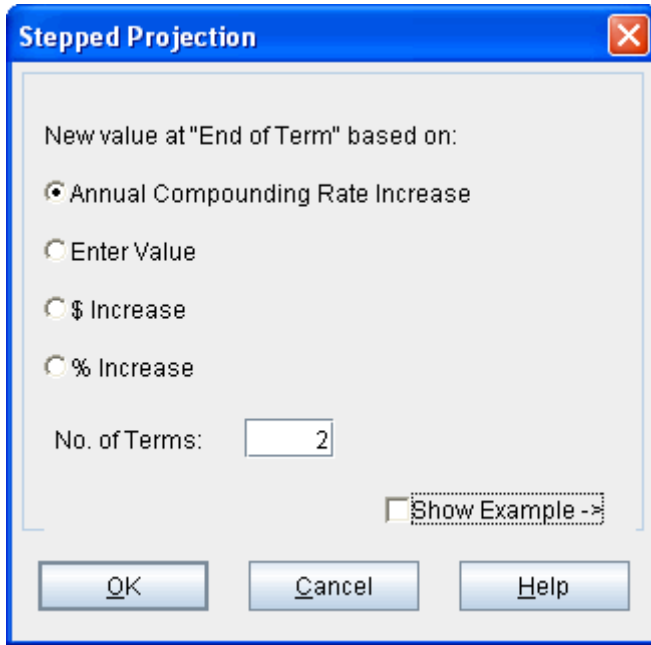 Stepped Projection
New value at "End of Term" based on:
Annual Compounding Rate Increase
Enter Value
$ Increase
% Increase
No. of Terms: 2
Show Example ->
OK Cancel Help